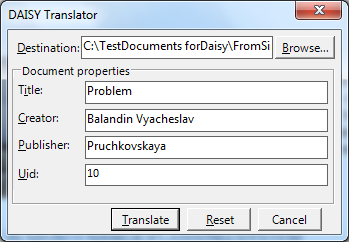 DAISY Translator
Destination: C:\TestDocuments forDaisy\FromSi Browse...
Document properties
Title: Problem
Creator: Balandin Vyacheslav
Publisher: Pruchkovskaya
Uid: 10
Translate Reset Cancel